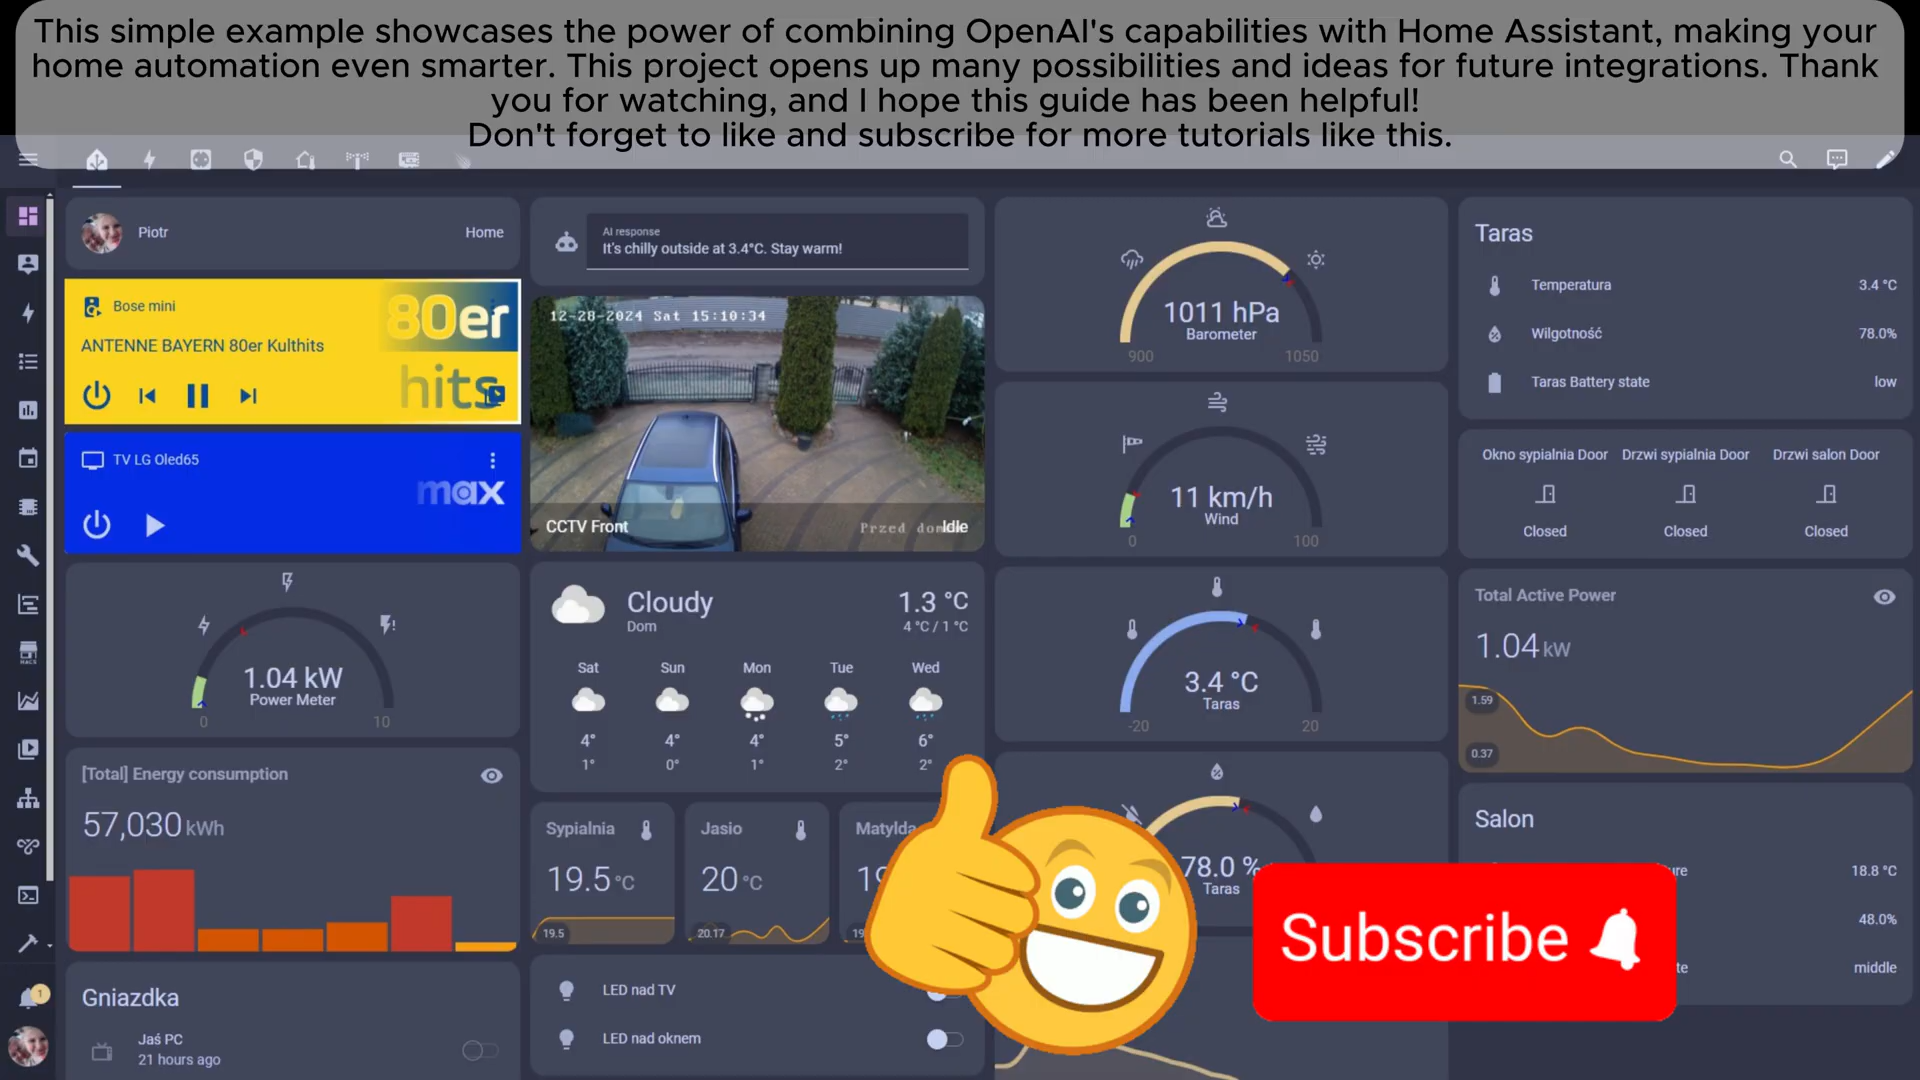 This simple example showcases the power of combining OpenAI's capabilities with Home Assistant, making your
home automation even smarter. This project opens up many possibilities and ideas for future integrations. Thank
you for watching, and I hope this guide has been helpful!
Don't forget to like and subscribe for more tutorials like this.
Piotr
Home
Bose mini
ANTENNE BAYERN 80er Kulthits
80er
hits
TV LG Oled65
max
1.04 kW
Power Meter
0
10
[Total] Energy consumption
57,030 kWh
Gniazdka
Jaś PC
21 hours ago
HACS
1
AI response
It's chilly outside at 3.4°C. Stay warm!
12-28-2024 Sat 15:10:34
CCTV Front
Przed
Idle
Cloudy
Dom
1.3 °C
4 °C / 1 °C
Sat Sun Mon Tue Wed
4° 4° 4° 5° 6°
1° 0° 1° 2° 2°
Sypialnia
19.5 °C
19.5
Jasio
20 °C
20.17
Matylda
LED nad TV
LED nad oknem
1011 hPa
Barometer
900
1050
11 km/h
Wind
0
100
3.4 °C
Taras
-20
20
78.0 %
Taras
Taras
Temperatura 3.4 °C
Wilgotność 78.0%
Taras Battery state low
Okno sypialnia Door Drzwi sypialnia Door Drzwi salon Door
Closed Closed Closed
Total Active Power
1.04 kW
1.59
0.37
Salon
18.8 °C
48.0%
middle
Subscribe